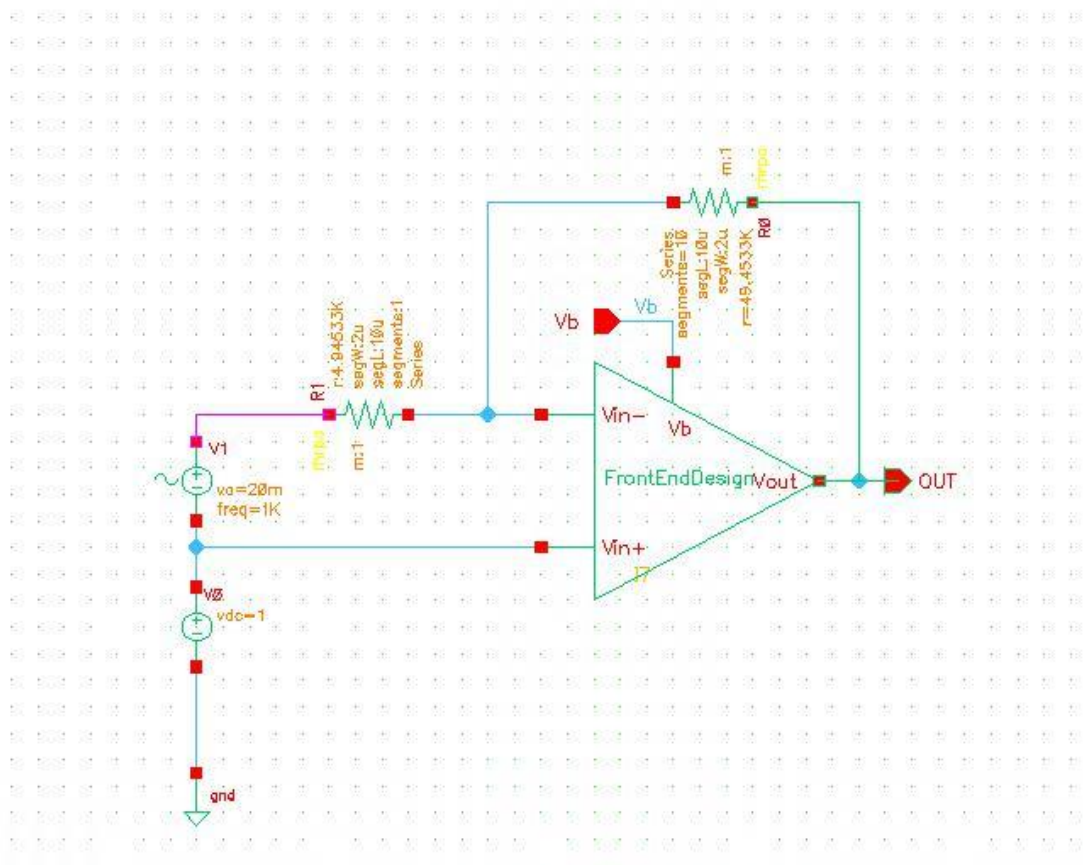 m:1
rnrpo
R0
Series
segments=10
segL:10u
segW:2u
r=49.4533K
Vb
Vb
R1
r:4.94533K
segW:2u
segL:10u
segments:1
Series
m:1
Vin-
Vb
V1
va=20m
freq=1K
FrontEndDesign
Vout
OUT
Vin+
I7
V0
vdc=1
gnd